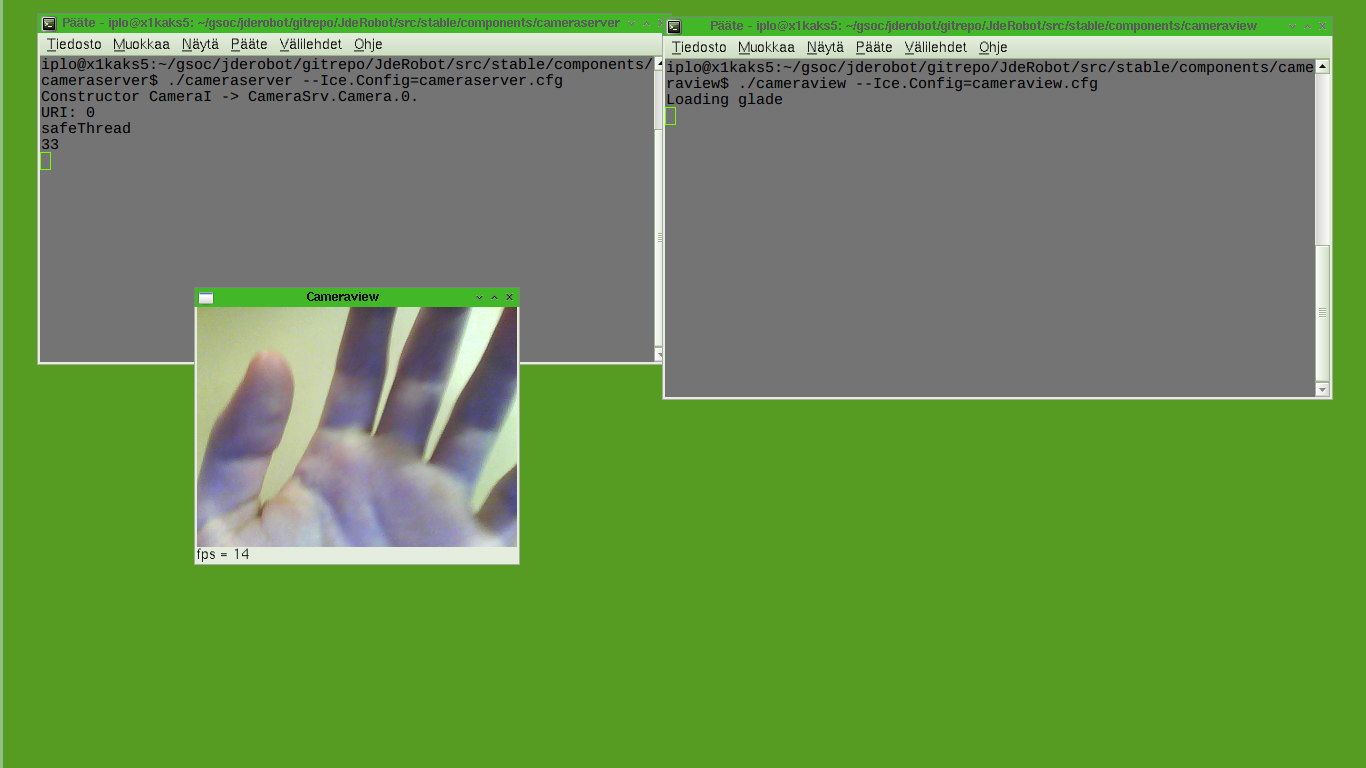 Pääte - iplo@x1kaks5: ~/gsoc/jderobot/gitrepo/JdeRobot/src/stable/components/cameraserver
Tiedosto Muokkaa Näytä Pääte Välilehdet Ohje
iplo@x1kaks5:~/gsoc/jderobot/gitrepo/JdeRobot/src/stable/components/
cameraserver$ ./cameraserver --Ice.Config=cameraserver.cfg
Constructor CameraI -> CameraSrv.Camera.0.
URI: 0
safeThread
33
Pääte - iplo@x1kaks5: ~/gsoc/jderobot/gitrepo/JdeRobot/src/stable/components/cameraview
Tiedosto Muokkaa Näytä Pääte Välilehdet Ohje
iplo@x1kaks5:~/gsoc/jderobot/gitrepo/JdeRobot/src/stable/components/came
raview$ ./cameraview --Ice.Config=cameraview.cfg
Loading glade
Cameraview
fps = 14